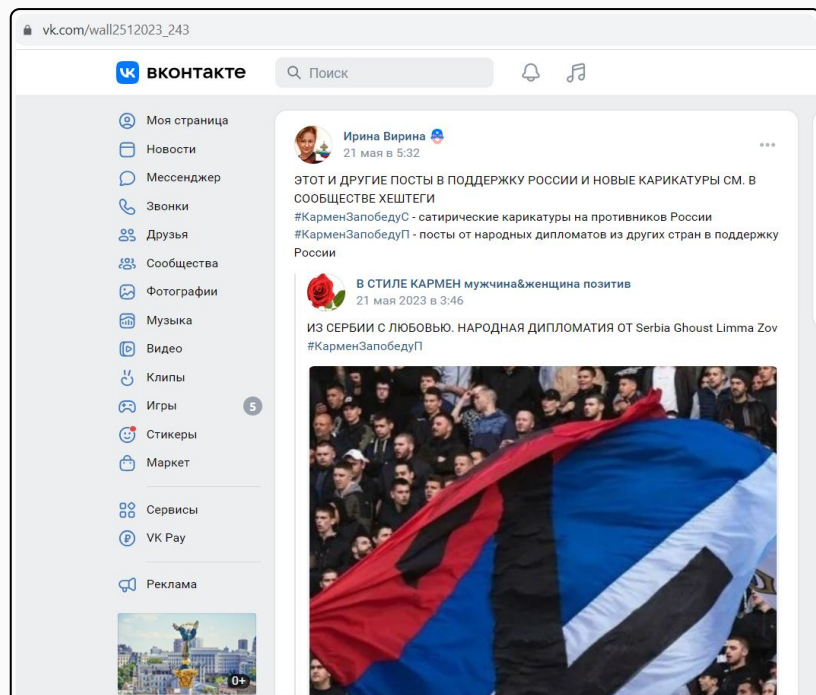 vk.com/wall2512023_243
вконтакте
Поиск
Моя страница
Новости
Мессенджер
Звонки
Друзья
Сообщества
Фотографии
Музыка
Видео
Клипы
Игры
5
Стикеры
Маркет
Сервисы
VK Pay
Реклама
0+
Ирина Вирина
21 мая в 5:32
ЭТОТ И ДРУГИЕ ПОСТЫ В ПОДДЕРЖКУ РОССИИ И НОВЫЕ КАРИКАТУРЫ СМ. В
СООБЩЕСТВЕ ХЕШТЕГИ
#КарменЗапобедуС - сатирические карикатуры на противников России
#КарменЗапобедуП - посты от народных дипломатов из других стран в поддержку
России
В СТИЛЕ КАРМЕН мужчина&женщина позитив
21 мая 2023 в 3:46
ИЗ СЕРБИИ С ЛЮБОВЬЮ. НАРОДНАЯ ДИПЛОМАТИЯ ОТ Serbia Ghoust Limma Zov
#КарменЗапобедуП